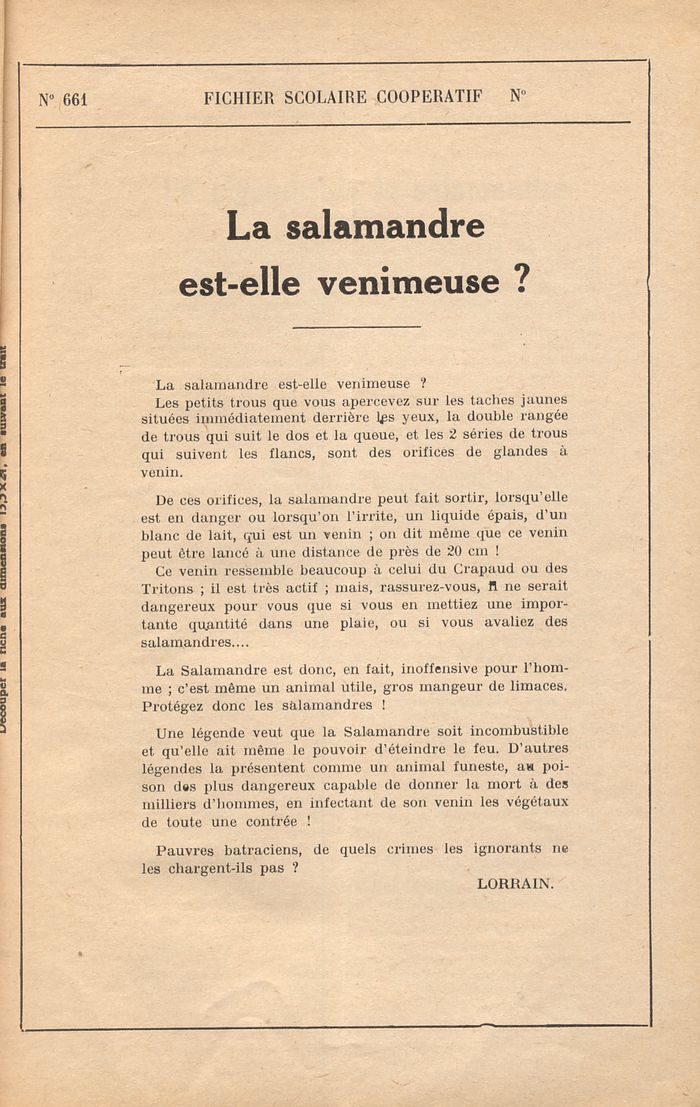 N° 661 FICHIER SCOLAIRE COOPERATIF N°
La salamandre
est-elle venimeuse ?
La salamandre est-elle venimeuse ?
Les petits trous que vous apercevez sur les taches jaunes
situées immédiatement derrière les yeux, la double rangée
de trous qui suit le dos et la queue, et les 2 séries de trous
qui suivent les flancs, sont des orifices de glandes à
venin.
De ces orifices, la salamandre peut fait sortir, lorsqu'elle
est en danger ou lorsqu'on l'irrite, un liquide épais, d'un
blanc de lait, qui est un venin ; on dit même que ce venin
peut être lancé à une distance de près de 20 cm !
Ce venin ressemble beaucoup à celui du Crapaud ou des
Tritons ; il est très actif ; mais, rassurez-vous, Il ne serait
dangereux pour vous que si vous en mettiez une impor-
tante quantité dans une plaie, ou si vous avaliez des
salamandres....
La Salamandre est donc, en fait, inoffensive pour l'hom-
me ; c'est même un animal utile, gros mangeur de limaces.
Protégez donc les salamandres !
Une légende veut que la Salamandre soit incombustible
et qu'elle ait même le pouvoir d'éteindre le feu. D'autres
légendes la présentent comme un animal funeste, au poi-
son des plus dangereux capable de donner la mort à des
milliers d'hommes, en infectant de son venin les végétaux
de toute une contrée !
Pauvres batraciens, de quels crimes les ignorants ne
les chargent-ils pas ?
LORRAIN.
Découper la fiche aux dimensions 13,5×21, en suivant le trait